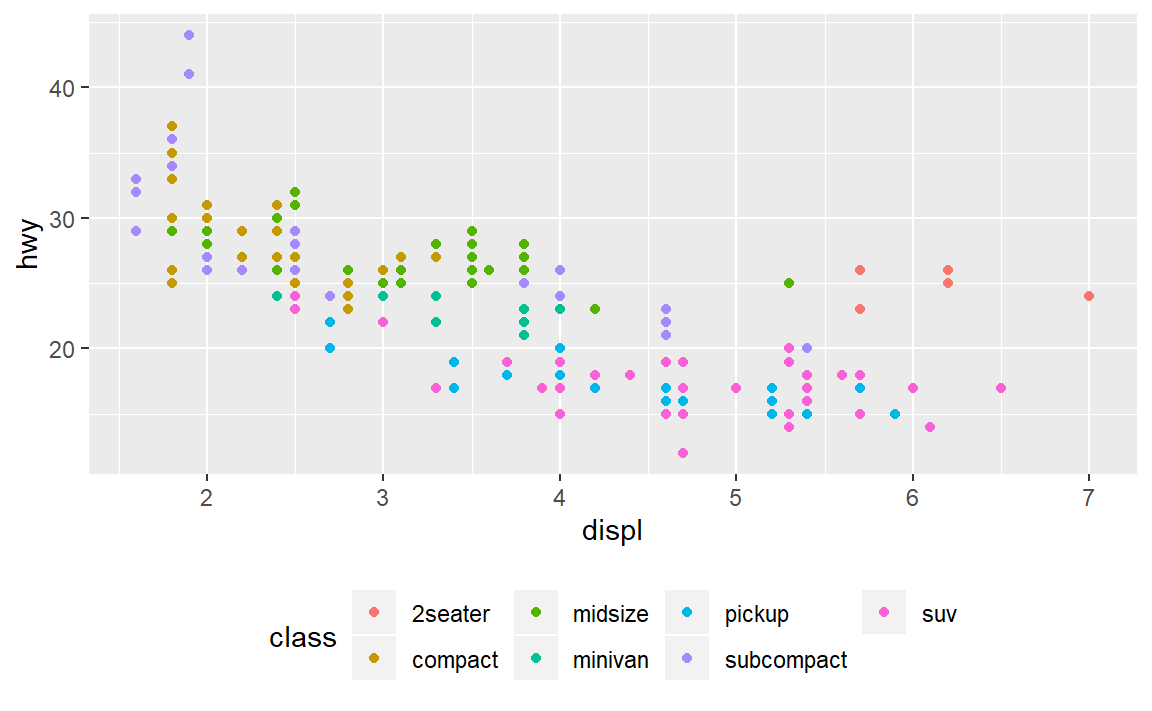 hwy
40
30
20
2 3 4 5 6 7
displ
class
2seater midsize pickup suv
compact minivan subcompact